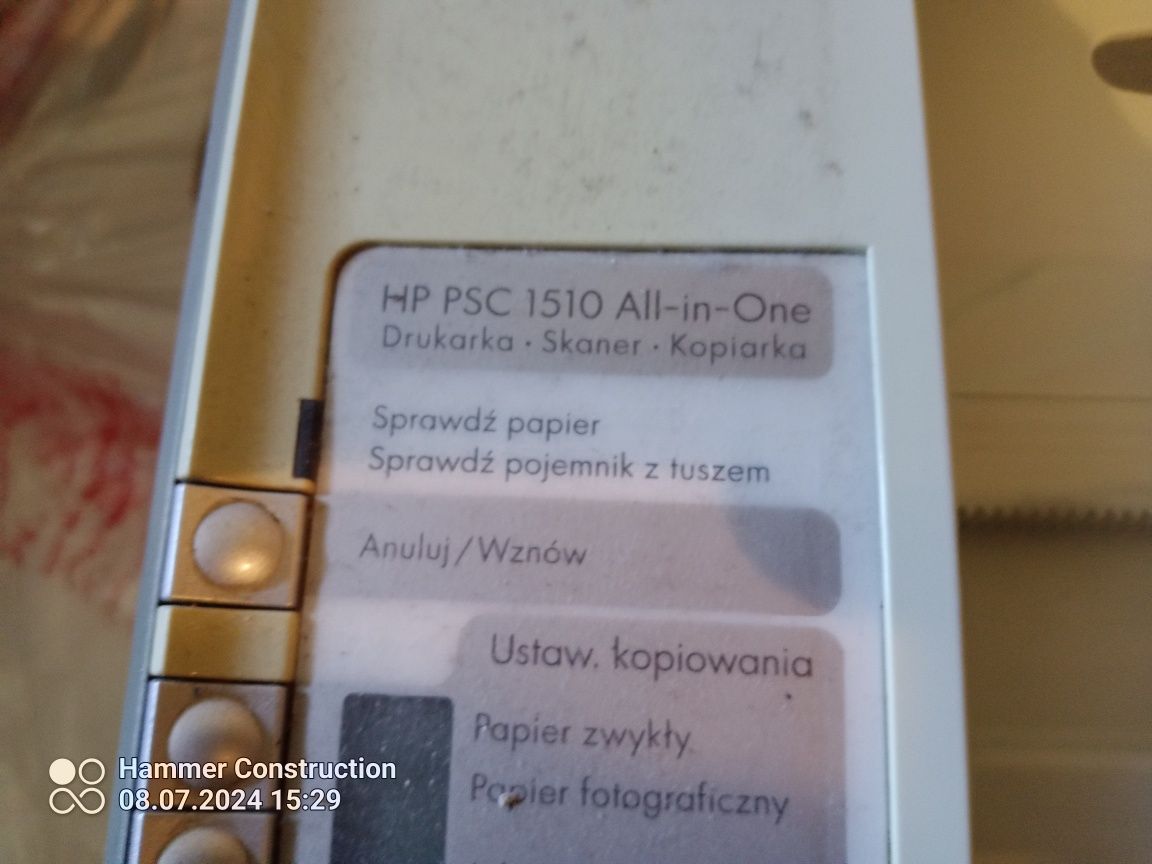 HP PSC 1510 All-in-One
Drukarka · Skaner · Kopiarka
Sprawdź papier
Sprawdź pojemnik z tuszem
Anuluj/Wznów
Ustaw. kopiowania
Papier zwykły
Papier fotograficzny
Hammer Construction
08.07.2024 15:29